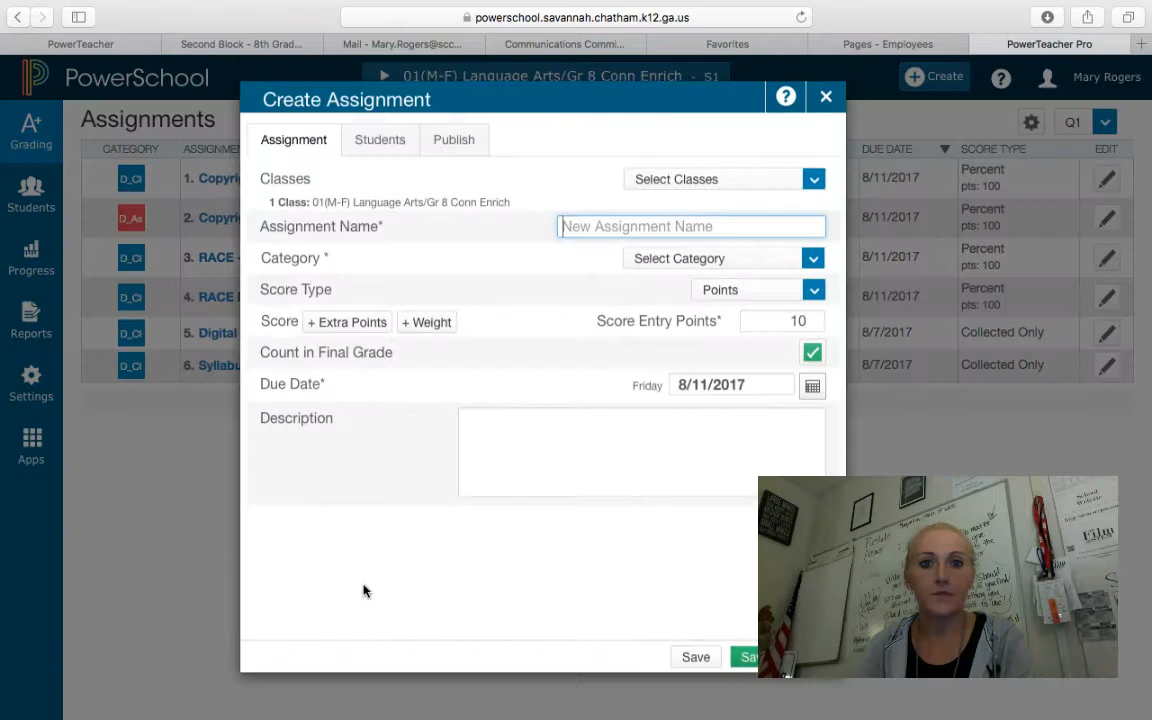 powerschool.savannah.chatham.k12.ga.us
PowerTeacher
Second Block - 8th Grad...
Mail - Mary.Rogers@scc...
Communications Commi...
Favorites
Pages - Employees
PowerTeacher Pro
PowerSchool
01(M-F) Language Arts/Gr 8 Conn Enrich - S1
Create
Mary Rogers
A+
Grading
Students
Progress
Reports
Settings
Apps
Assignments
Q1
CATEGORY
ASSIGNM
DUE DATE
SCORE TYPE
EDIT
D_Cl 1. Copyri 8/11/2017 Percent
pts: 100
D_As 2. Copyri 8/11/2017 Percent
pts: 100
D_Cl 3. RACE - 8/11/2017 Percent
pts: 100
D_Cl 4. RACE 8/11/2017 Percent
pts: 100
D_Cl 5. Digital 8/7/2017 Collected Only
D_Cl 6. Syllabu 8/7/2017 Collected Only
Create Assignment
Assignment Students Publish
Classes Select Classes
1 Class: 01(M-F) Language Arts/Gr 8 Conn Enrich
Assignment Name* New Assignment Name
Category * Select Category
Score Type Points
Score + Extra Points + Weight Score Entry Points* 10
Count in Final Grade
Due Date* Friday 8/11/2017
Description
Save Sa
School
Website
Film